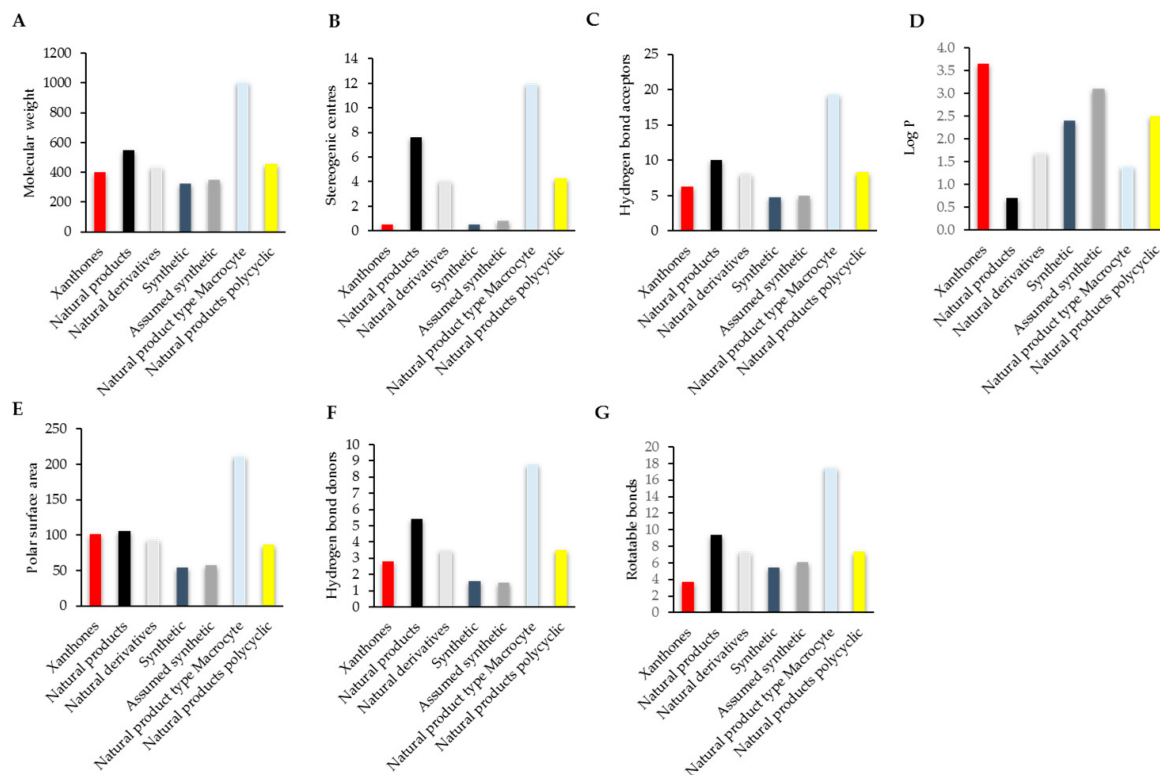 A
Molecular weight
1200
1000
800
600
400
200
0
Xanthones
Natural products
Natural derivatives
Synthetic
Assumed synthetic
Natural product type Macrocyte
Natural products polycyclic
B
Stereogenic centres
14
12
10
8
6
4
2
0
Xanthones
Natural products
Natural derivatives
Synthetic
Assumed synthetic
Natural product type Macrocyte
Natural products polycyclic
C
Hydrogen bond acceptors
25
20
15
10
5
0
Xanthones
Natural products
Natural derivatives
Synthetic
Assumed synthetic
Natural product type Macrocyte
Natural products polycyclic
D
Log P
4.0
3.5
3.0
2.5
2.0
1.5
1.0
0.5
0.0
Xanthones
Natural products
Natural derivatives
Synthetic
Assumed synthetic
Natural product type Macrocyte
Natural products polycyclic
E
Polar surface area
250
200
150
100
50
0
Xanthones
Natural products
Natural derivatives
Synthetic
Assumed synthetic
Natural product type Macrocyte
Natural products polycyclic
F
Hydrogen bond donors
10
9
8
7
6
5
4
3
2
1
0
Xanthones
Natural products
Natural derivatives
Synthetic
Assumed synthetic
Natural product type Macrocyte
Natural products polycyclic
G
Rotatable bonds
20
18
16
14
12
10
8
6
4
2
0
Xanthones
Natural products
Natural derivatives
Synthetic
Assumed synthetic
Natural product type Macrocyte
Natural products polycyclic